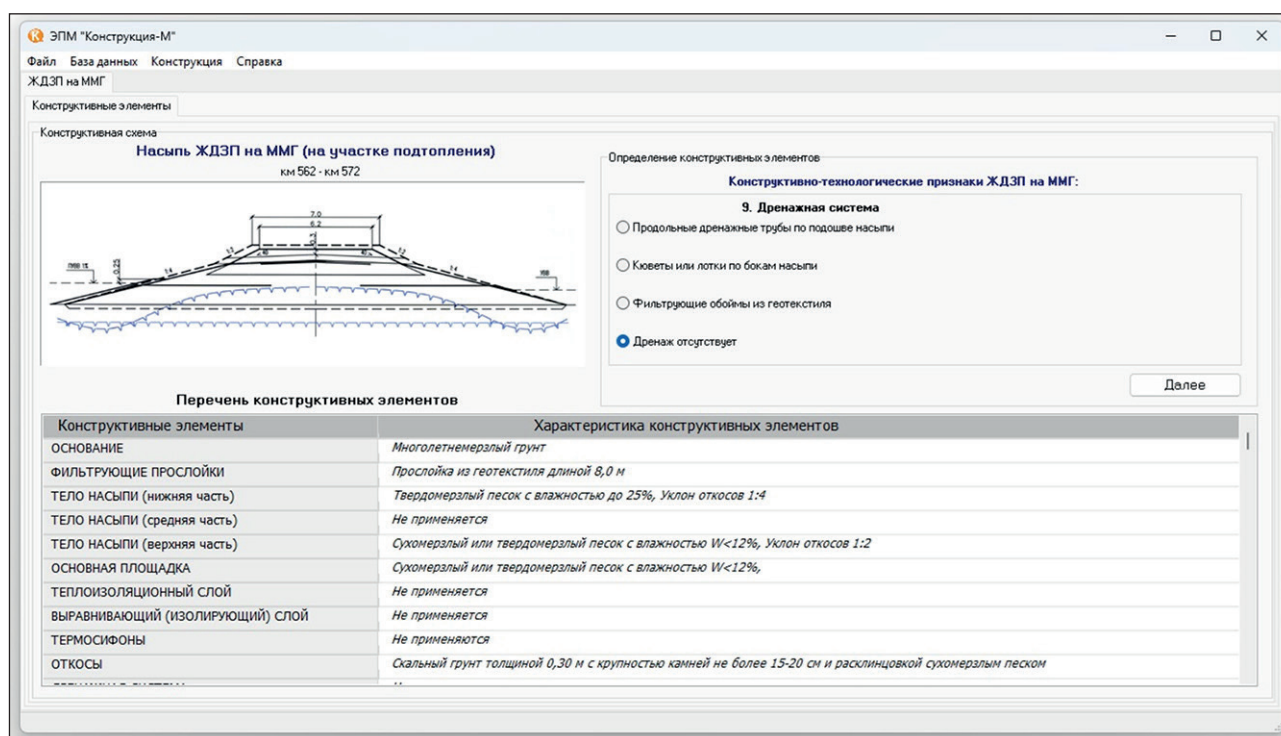 ЭПМ "Конструкция-М"
Файл База данных Конструкция Справка
ЖДЗП на ММГ
Конструктивные элементы
Конструктивная схема
Насыпь ЖДЗП на ММГ (на участке подтопления)
км 562 - км 572
7.0
6.2
0.25
1:4
1:4
Определение конструктивных элементов
Конструктивно-технологические признаки ЖДЗП на ММГ:
9. Дренажная система
Продольные дренажные трубы по подошве насыпи
Кюветы или лотки по бокам насыпи
Фильтрующие обоймы из геотекстиля
Дренаж отсутствует
Далее
Перечень конструктивных элементов
Конструктивные элементы Характеристика конструктивных элементов
ОСНОВАНИЕ Многолетнемерзлый грунт
ФИЛЬТРУЮЩИЕ ПРОСЛОЙКИ Прослойка из геотекстиля длиной 8,0 м
ТЕЛО НАСЫПИ (нижняя часть) Твердомерзлый песок с влажностью до 25%, Уклон откосов 1:4
ТЕЛО НАСЫПИ (средняя часть) Не применяется
ТЕЛО НАСЫПИ (верхняя часть) Сухомерзлый или твердомерзлый песок с влажностью W<12%, Уклон откосов 1:2
ОСНОВНАЯ ПЛОЩАДКА Сухомерзлый или твердомерзлый песок с влажностью W<12%,
ТЕПЛОИЗОЛЯЦИОННЫЙ СЛОЙ Не применяется
ВЫРАВНИВАЮЩИЙ (ИЗОЛИРУЮЩИЙ) СЛОЙ Не применяется
ТЕРМОСИФОНЫ Не применяются
ОТКОСЫ Скальный грунт толщиной 0,30 м с крупностью камней не более 15-20 см и расклинцовкой сухомерзлым песком